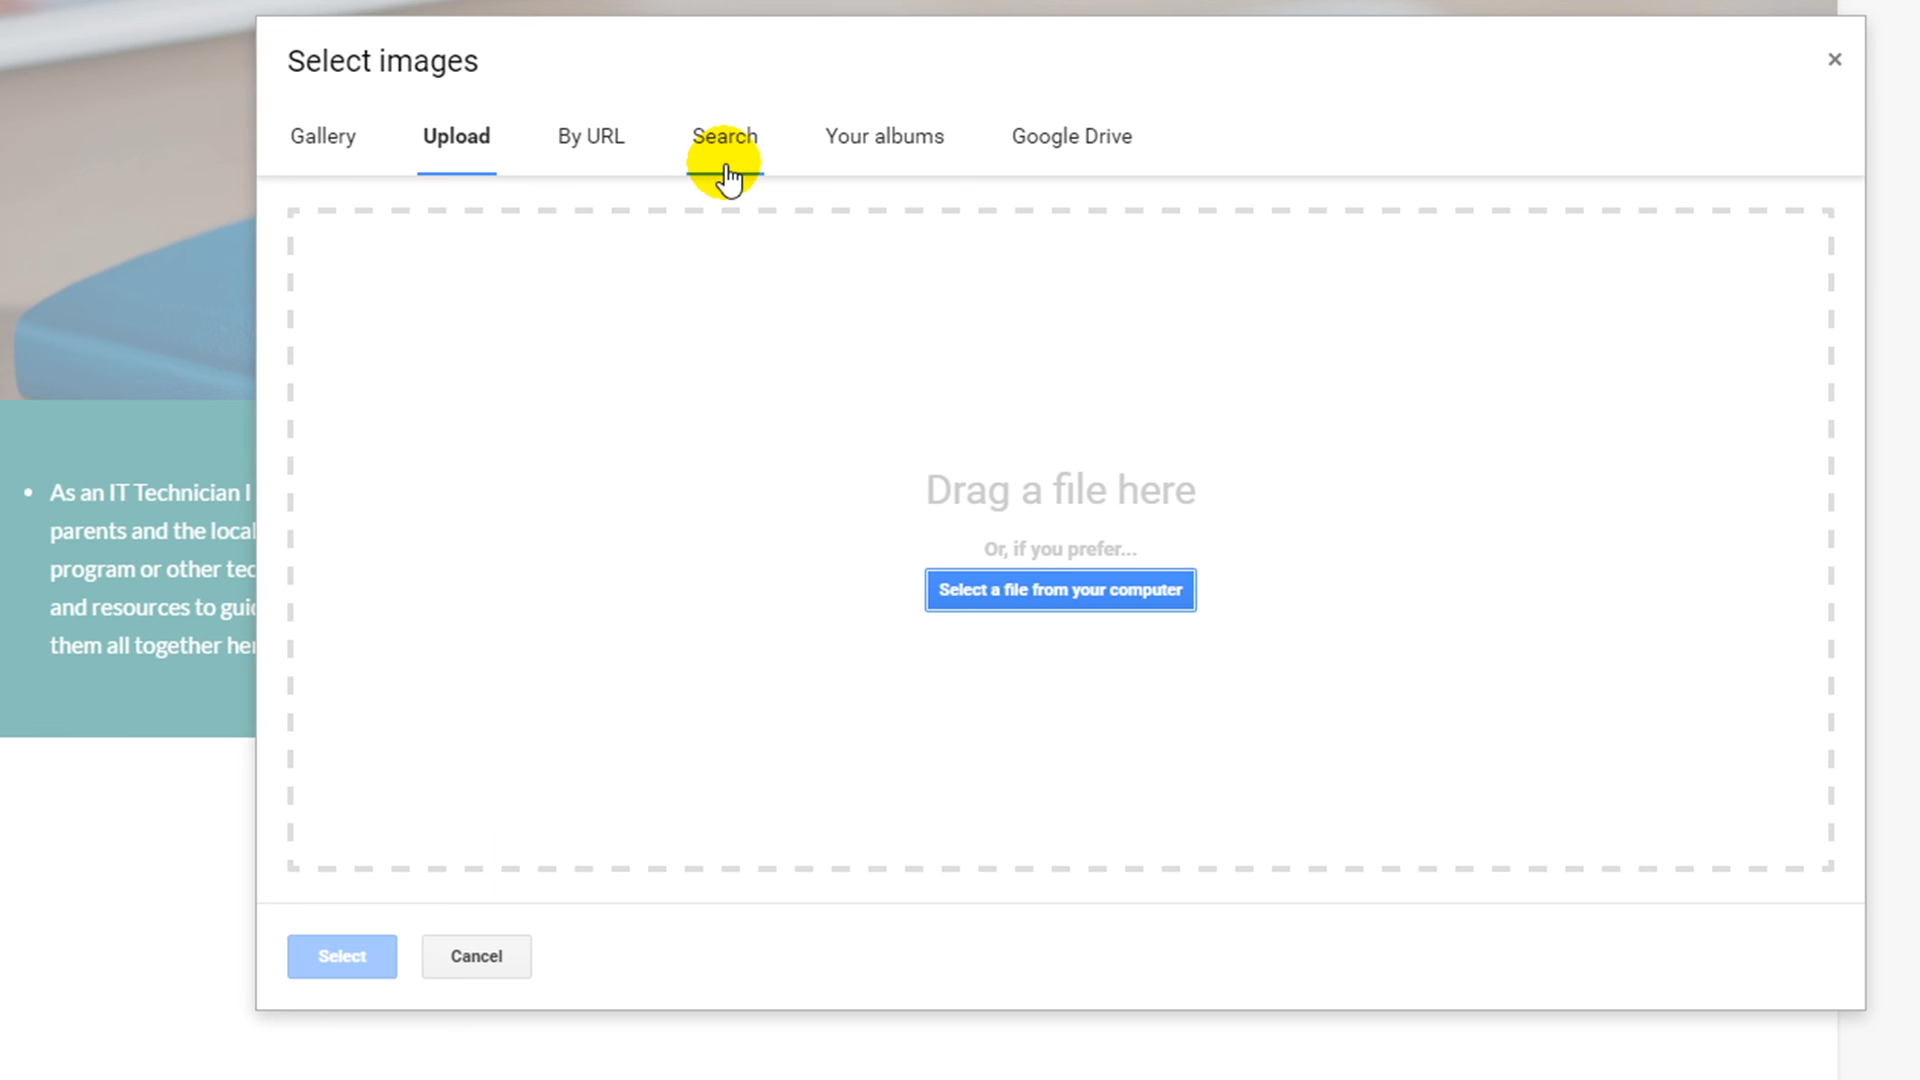 Select images
×
Gallery Upload By URL Search Your albums Google Drive
Drag a file here
Or, if you prefer...
Select a file from your computer
As an IT Technician I
parents and the local
program or other tec
and resources to guid
them all together her
Select Cancel